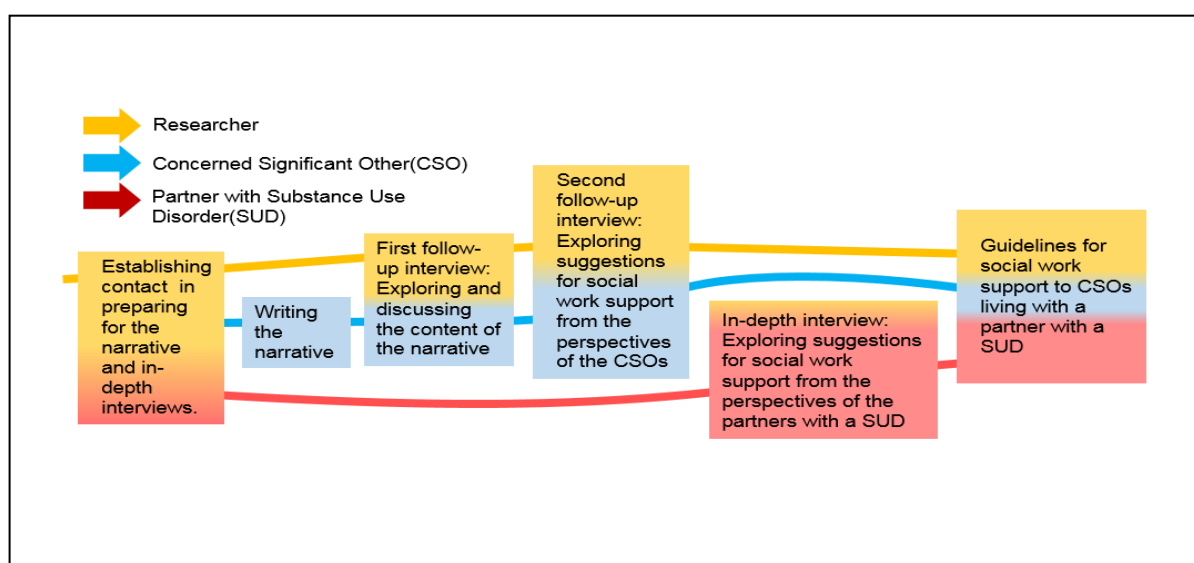 Researcher
Concerned Significant Other(CSO)
Partner with Substance Use
Disorder(SUD)
Establishing
contact in
preparing
for the
narrative
and in-
depth
interviews.
Writing
the
narrative
First follow-
up interview:
Exploring and
discussing
the content of
the narrative
Second
follow-up
interview:
Exploring
suggestions
for social
work support
from the
perspectives
of the CSOs
In-depth interview:
Exploring suggestions
for social work
support from the
perspectives of the
partners with a SUD
Guidelines for
social work
support to CSOs
living with a
partner with a
SUD